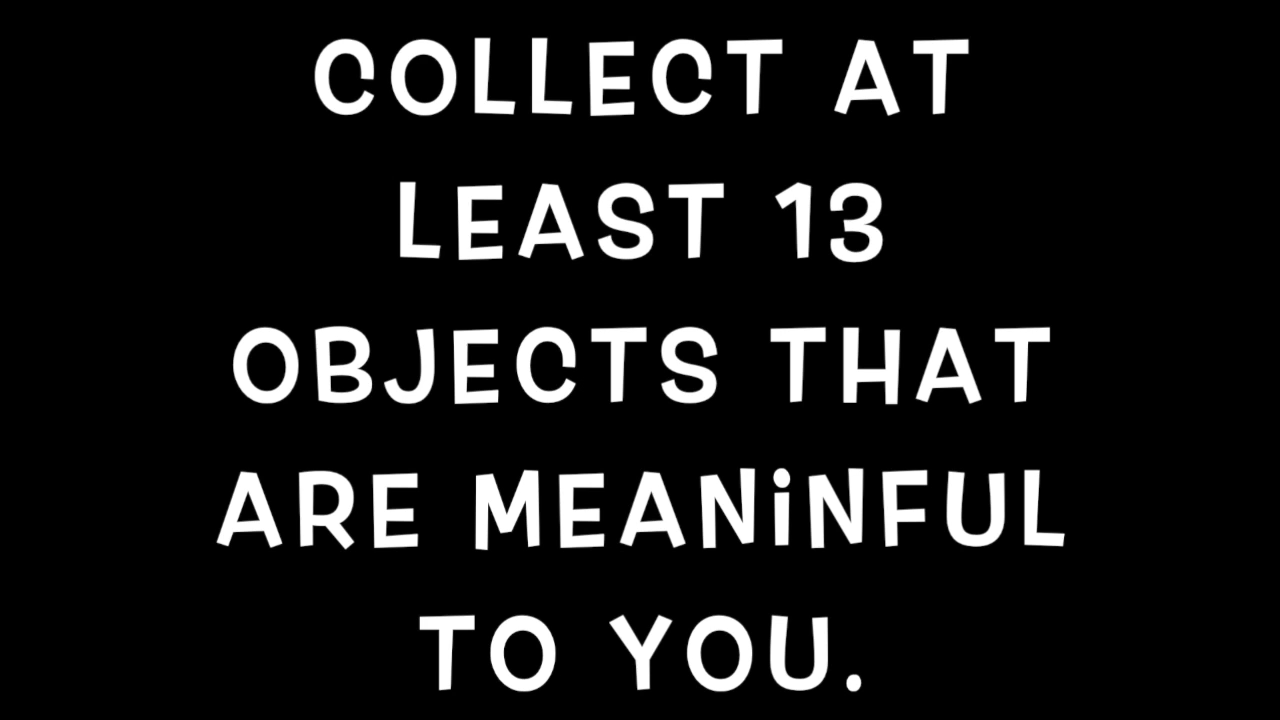 COLLECT AT
LEAST 13
OBJECTS THAT
ARE MEANiNFUL
TO YOU.